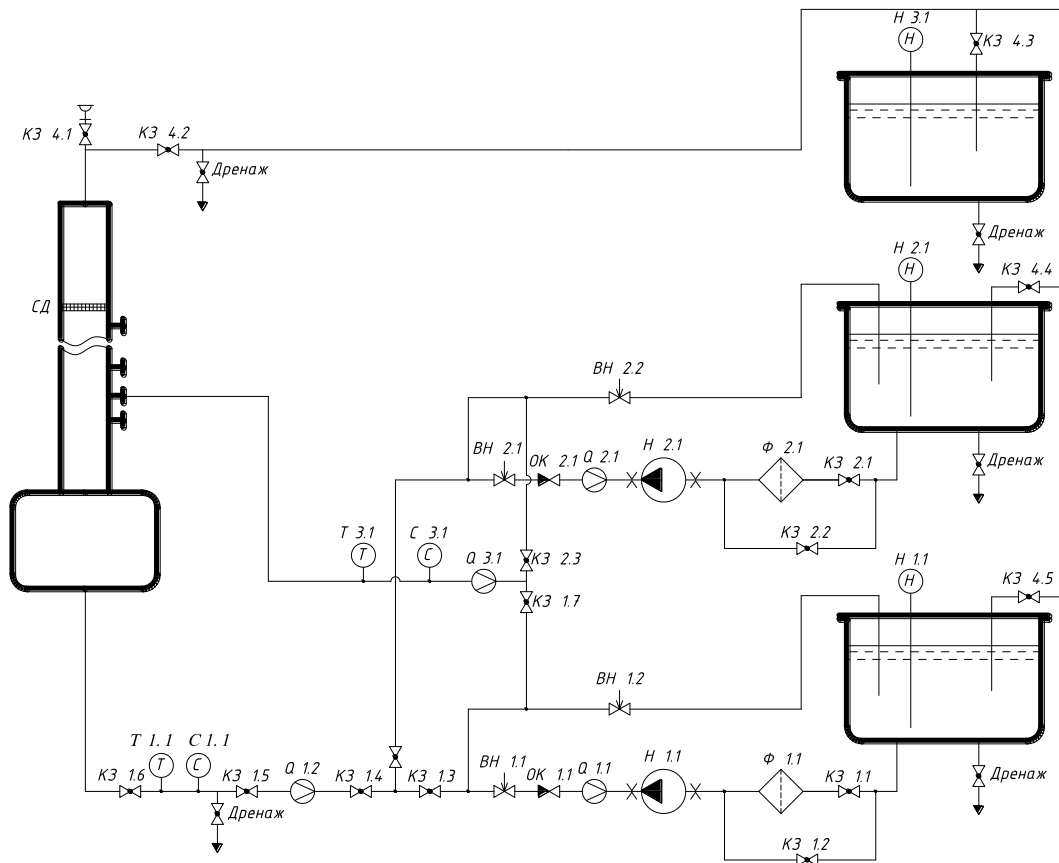 Н 3.1
Н
КЗ 4.3
КЗ 4.1
КЗ 4.2
Дренаж
Дренаж
Н 2.1
Н
КЗ 4.4
СД
ВН 2.2
ВН 2.1
ОК 2.1
Q 2.1
Н 2.1
Ф 2.1
КЗ 2.1
Дренаж
КЗ 2.2
Т 3.1
Т
С 3.1
С
Q 3.1
КЗ 2.3
КЗ 1.7
Н 1.1
Н
КЗ 4.5
ВН 1.2
Т 1.1
Т
С 1.1
С
КЗ 1.6
КЗ 1.5
Q 1.2
КЗ 1.4
КЗ 1.3
ВН 1.1
ОК 1.1
Q 1.1
Н 1.1
Ф 1.1
КЗ 1.1
Дренаж
Дренаж
КЗ 1.2